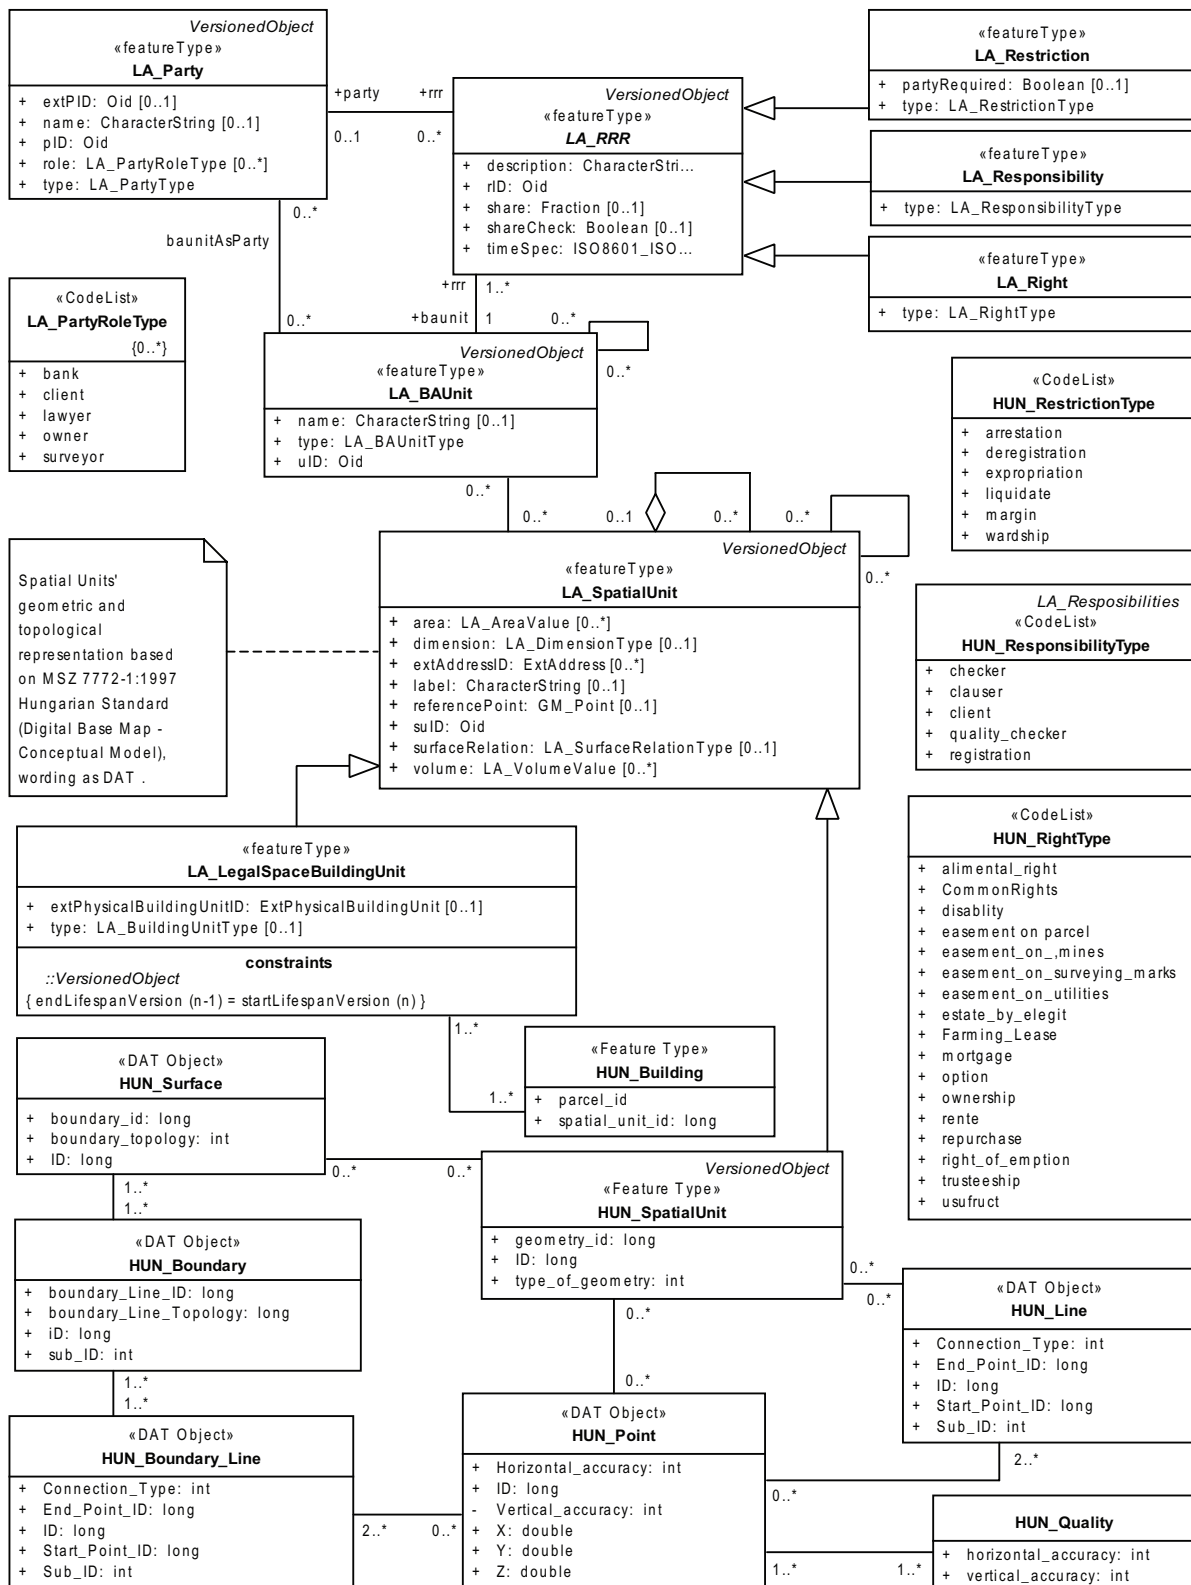 VersionedObject
«featureType»
LA_Party
+ extPID: Oid [0..1]
+ name: CharacterString [0..1]
+ pID: Oid
+ role: LA_PartyRoleType [0..*]
+ type: LA_PartyType
+party
+rrr
0..1
0..*
VersionedObject
«featureType»
LA_RRR
+ description: CharacterStri...
+ rID: Oid
+ share: Fraction [0..1]
+ shareCheck: Boolean [0..1]
+ timeSpec: ISO8601_ISO...
«featureType»
LA_Restriction
+ partyRequired: Boolean [0..1]
+ type: LA_RestrictionType
«featureType»
LA_Responsibility
+ type: LA_ResponsibilityType
«featureType»
LA_Right
+ type: LA_RightType
0..*
baunitAsParty
0..*
«CodeList»
LA_PartyRoleType
{0..*}
+ bank
+ client
+ lawyer
+ owner
+ surveyor
+rrr
1..*
+baunit
1
0..*
0..*
VersionedObject
«featureType»
LA_BAUnit
+ name: CharacterString [0..1]
+ type: LA_BAUnitType
+ uID: Oid
«CodeList»
HUN_RestrictionType
+ arrestation
+ deregistration
+ expropriation
+ liquidate
+ margin
+ wardship
0..*
0..*
0..1
0..*
0..*
0..*
Spatial Units'
geometric and
topological
representation based
on MSZ 7772-1:1997
Hungarian Standard
(Digital Base Map -
Conceptual Model),
wording as DAT .
VersionedObject
«featureType»
LA_SpatialUnit
+ area: LA_AreaValue [0..*]
+ dimension: LA_DimensionType [0..1]
+ extAddressID: ExtAddress [0..*]
+ label: CharacterString [0..1]
+ referencePoint: GM_Point [0..1]
+ suID: Oid
+ surfaceRelation: LA_SurfaceRelationType [0..1]
+ volume: LA_VolumeValue [0..*]
LA_Resposibilities
«CodeList»
HUN_ResponsibilityType
+ checker
+ clauser
+ client
+ quality_checker
+ registration
«featureType»
LA_LegalSpaceBuildingUnit
+ extPhysicalBuildingUnitID: ExtPhysicalBuildingUnit [0..1]
+ type: LA_BuildingUnitType [0..1]
constraints
::VersionedObject
{ endLifespanVersion (n-1) = startLifespanVersion (n) }
«CodeList»
HUN_RightType
+ alimental_right
+ CommonRights
+ disablity
+ easement on parcel
+ easement_on_,mines
+ easement_on_surveying_marks
+ easement_on_utilities
+ estate_by_elegit
+ Farming_Lease
+ mortgage
+ option
+ ownership
+ rente
+ repurchase
+ right_of_emption
+ trusteeship
+ usufruct
1..*
1..*
«Feature Type»
HUN_Building
+ parcel_id
+ spatial_unit_id: long
«DAT Object»
HUN_Surface
+ boundary_id: long
+ boundary_topology: int
+ ID: long
0..*
0..*
1..*
1..*
VersionedObject
«Feature Type»
HUN_SpatialUnit
+ geometry_id: long
+ ID: long
+ type_of_geometry: int
«DAT Object»
HUN_Boundary
+ boundary_Line_ID: long
+ boundary_Line_Topology: long
+ iD: long
+ sub_ID: int
0..*
0..*
«DAT Object»
HUN_Line
+ Connection_Type: int
+ End_Point_ID: long
+ ID: long
+ Start_Point_ID: long
+ Sub_ID: int
0..*
0..*
1..*
1..*
«DAT Object»
HUN_Boundary_Line
+ Connection_Type: int
+ End_Point_ID: long
+ ID: long
+ Start_Point_ID: long
+ Sub_ID: int
2..*
0..*
«DAT Object»
HUN_Point
+ Horizontal_accuracy: int
+ ID: long
- Vertical_accuracy: int
+ X: double
+ Y: double
+ Z: double
2..*
0..*
1..*
1..*
HUN_Quality
+ horizontal_accuracy: int
+ vertical_accuracy: int